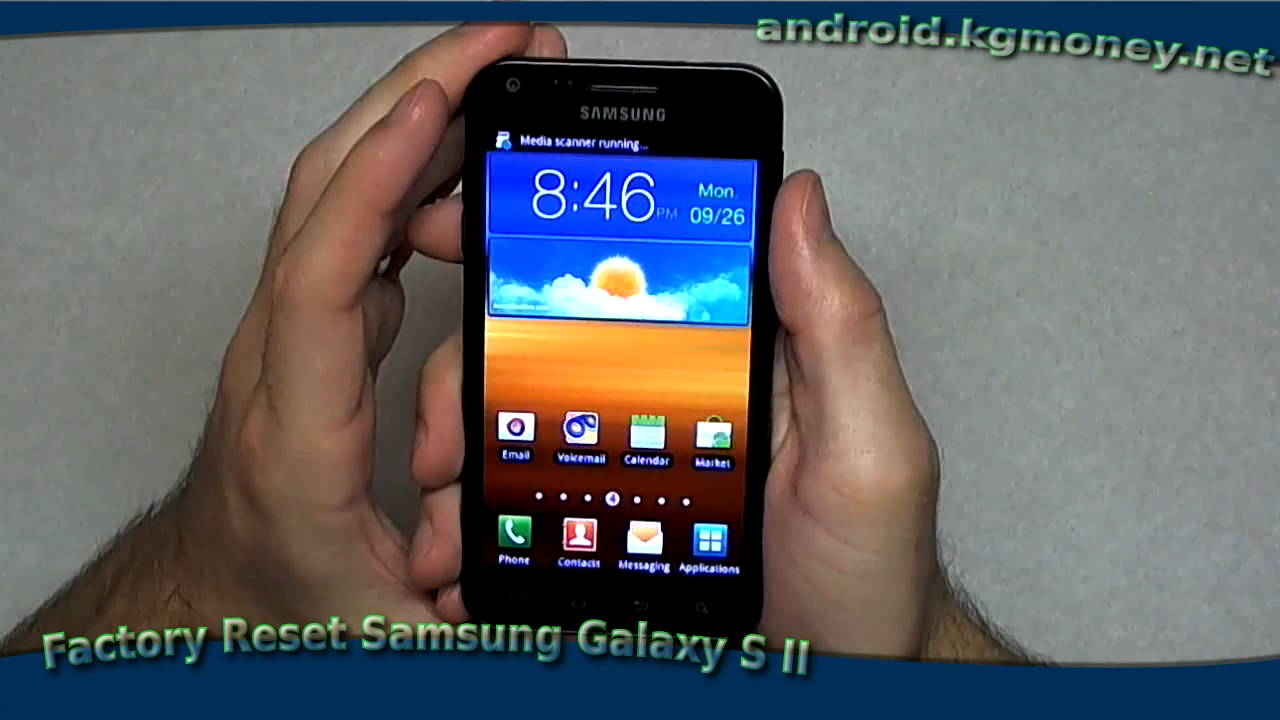 android.kgmoney.net
SAMSUNG
Media scanner running...
8:46 PM
Mon
09/26
Email Voicemail Calendar Market
4
Phone Contacts Messaging Applications
Factory Reset Samsung Galaxy S II